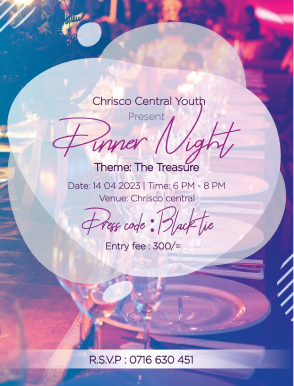 Chrisco Central Youth
Present
Dinner Night
Theme: The Treasure
Date: 14 04 2023 | Time: 6 PM - 8 PM
Venue: Chrisco central
Dress code : Black tie
Entry fee : 300/=
R.S.V.P : 0716 630 451